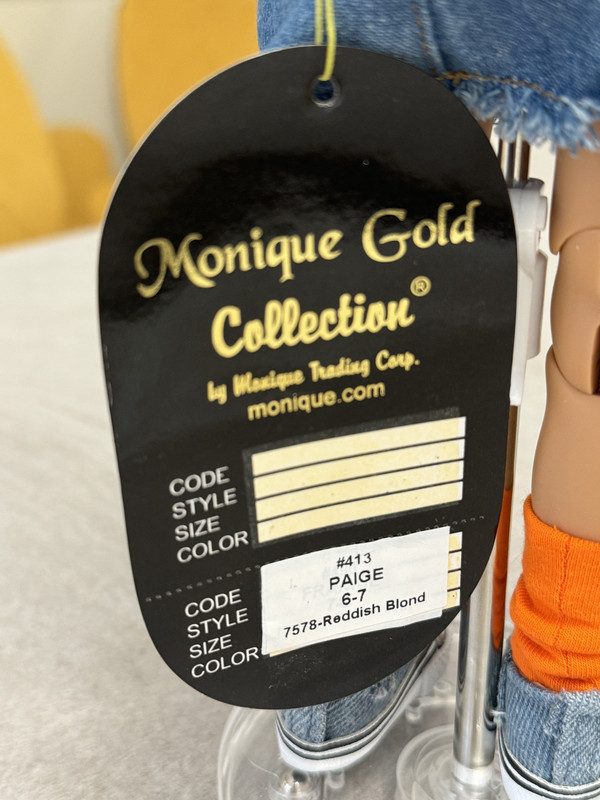 Monique Gold
Collection®
by Monique Trading Corp.
monique.com
CODE
STYLE
SIZE
COLOR
CODE
STYLE
SIZE
COLOR
#413
PAIGE
6-7
7578-Reddish Blond